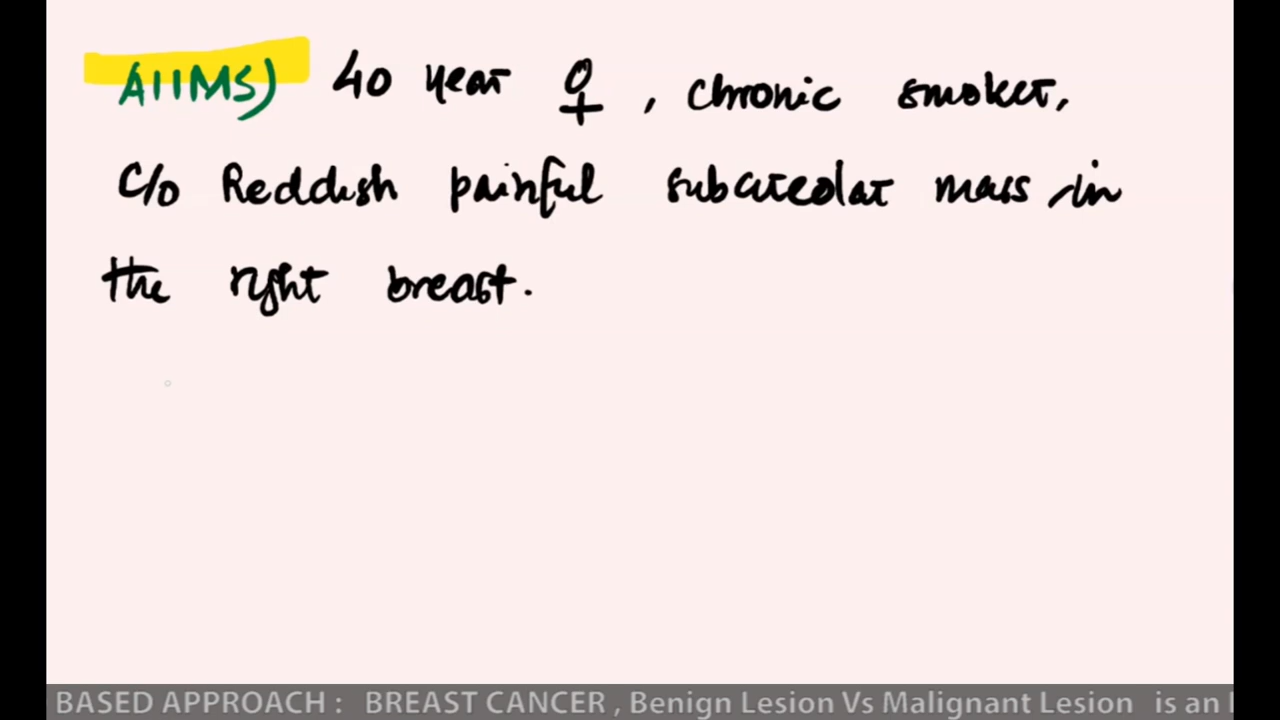 AIIMS) 40 year ♀, chronic smoker,
c/o Reddish painful subareolar mass in
the right breast.
BASED APPROACH : BREAST CANCER , Benign Lesion Vs Malignant Lesion is an